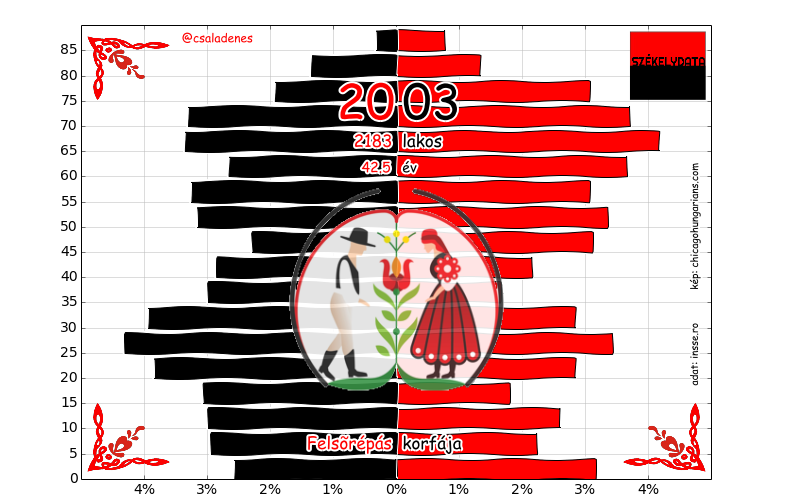 @csaladenes
SZÉKELYDATA
2003
2183 lakos
42,5 év
kép: chicagohungarians.com
adat: insse.ro
Felsőrépás korfája
85
80
75
70
65
60
55
50
45
40
35
30
25
20
15
10
5
0
4% 3% 2% 1% 0% 1% 2% 3% 4%